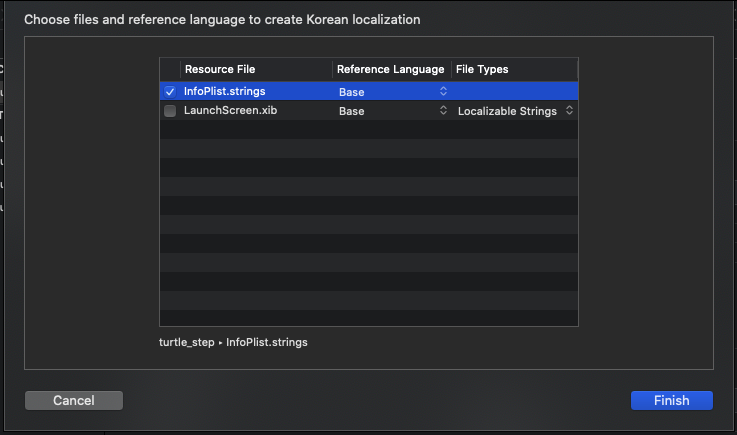 Choose files and reference language to create Korean localization
Resource File Reference Language File Types
InfoPlist.strings Base
LaunchScreen.xib Base Localizable Strings
turtle_step ▸ InfoPlist.strings
Cancel Finish